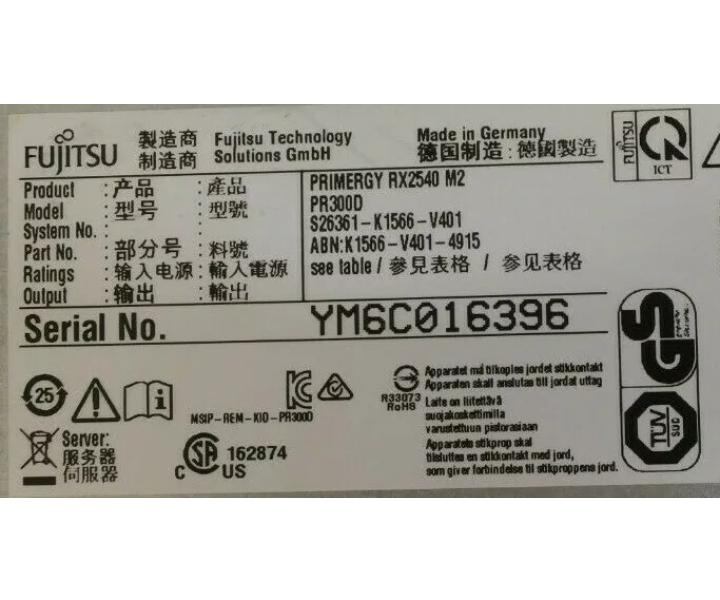 FUJITSU 製造商 制造商 Fujitsu Technology Solutions GmbH
Made in Germany
德国制造 : 德國製造
FUJITSU
ICT
Product : 产品 : 產品 PRIMERGY RX2540 M2
Model : 型号 : 型號 PR300D
System No. : : S26361-K1566-V401
Part No. : 部分号 : 料號 ABN:K1566-V401-4915
Ratings : 输入电源 : 輸入電源 see table / 參見表格 / 参见表格
Output : 输出 : 輸出
Serial No. YM6C016396
25
MSIP-REM-KIO-PR300D
R33073
RoHS
Apparatet må tilkoples jordet stikkontakt
Apparaten skall anslutas till jordat uttag
Laite on liitettävä
suojakoskettimilla
varustettuun pistorasiaan
Apparatets stikprop skal
tilsluttes en stikkontakt med jord,
som giver forbindelse til stikproppens jord.
Server:
服务器
伺服器
C SA US 162874
GS
TÜV
SUD